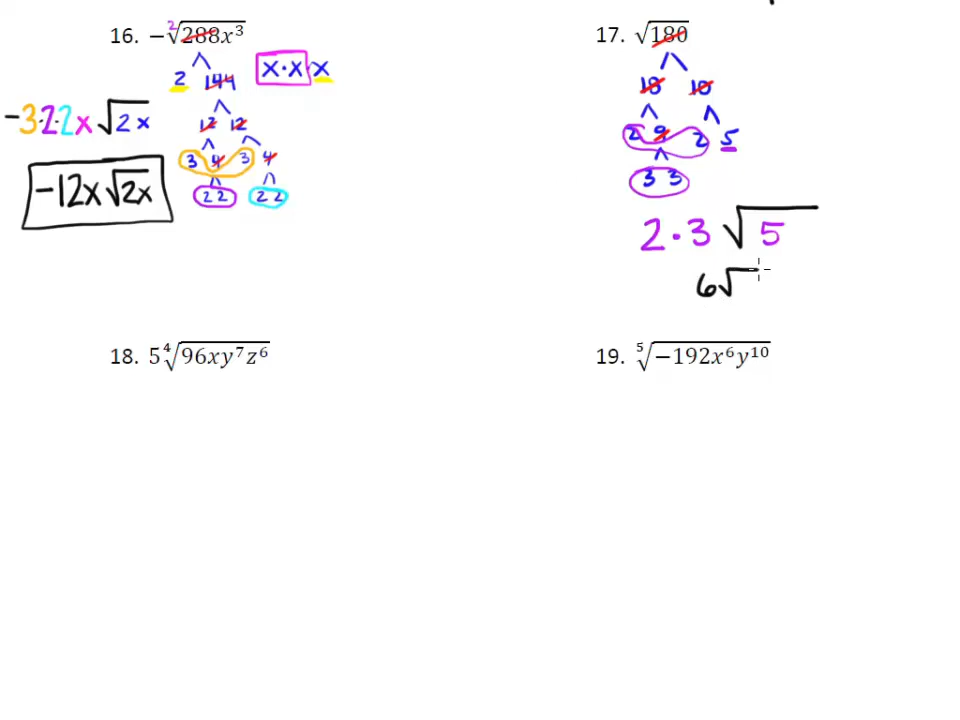 16. −²√288x³
2 144
x·x x
12 12
3 4 3 4
2 2 2 2
-3·2·2x √2x
-12x√2x
17. √180
18 10
2 9 2 5
3 3
2·3 √5
6√
18. 5⁴√96xy⁷z⁶
19. ⁵√−192x⁶y¹⁰